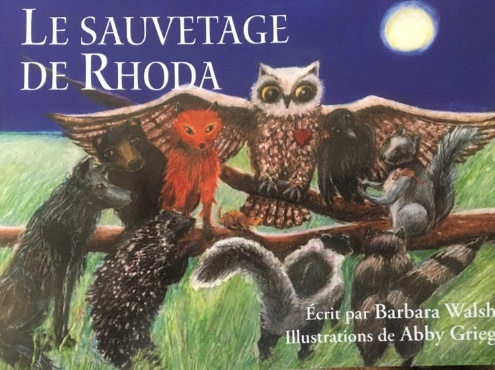 LE SAUVETAGE
DE RHODA
Écrit par Barbara Walsh
Illustrations de Abby Grieg